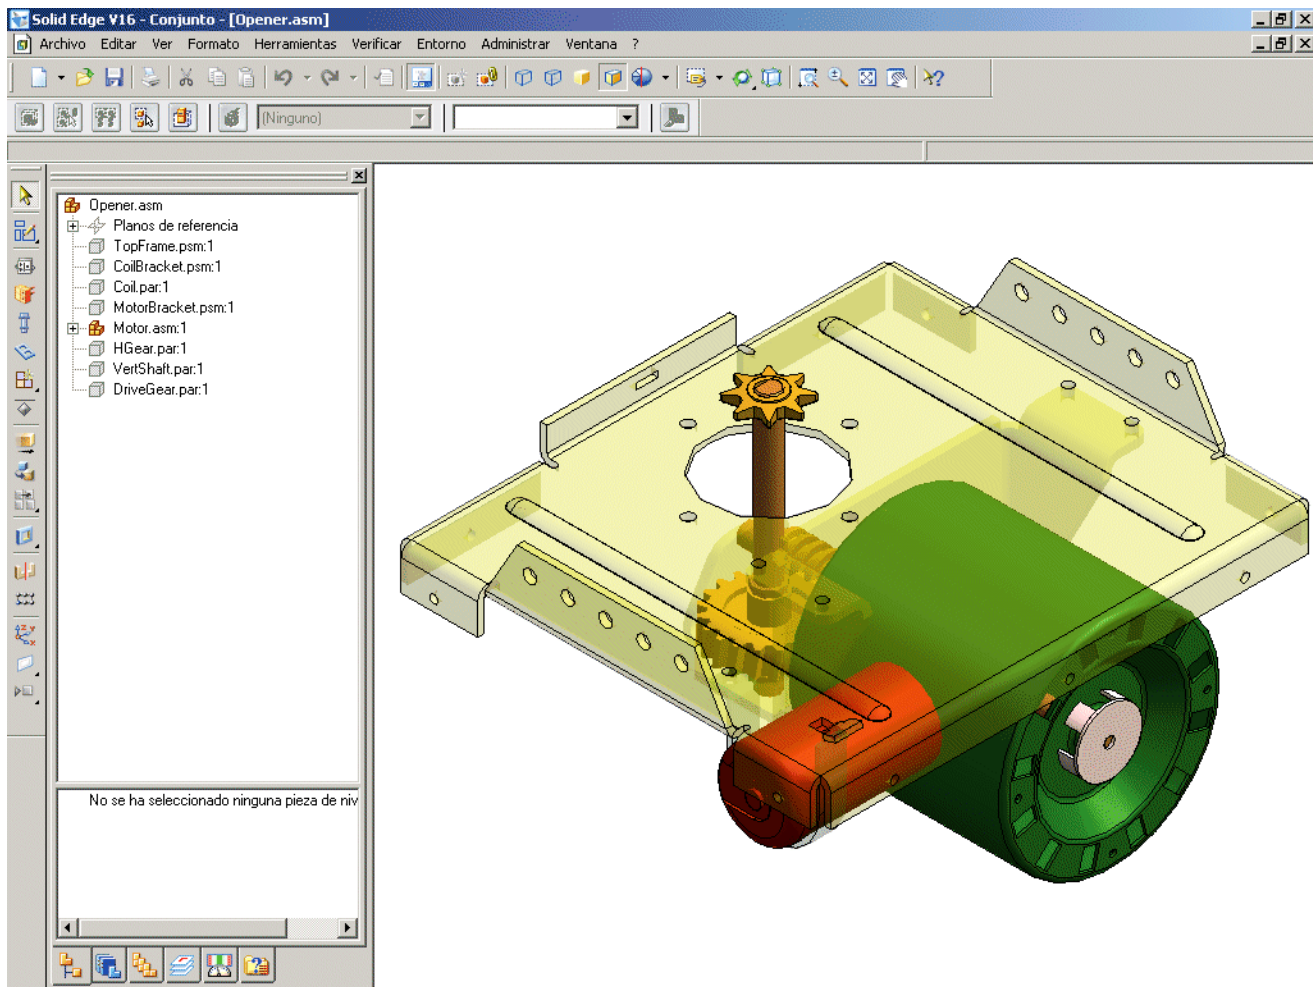 Solid Edge V16 - Conjunto - [Opener.asm]
Archivo Editar Ver Formato Herramientas Verificar Entorno Administrar Ventana ?
(Ninguno)
Opener.asm
Planos de referencia
TopFrame.psm:1
CoilBracket.psm:1
Coil.par:1
MotorBracket.psm:1
Motor.asm:1
HGear.par:1
VertShaft.par:1
DriveGear.par:1
No se ha seleccionado ninguna pieza de niv